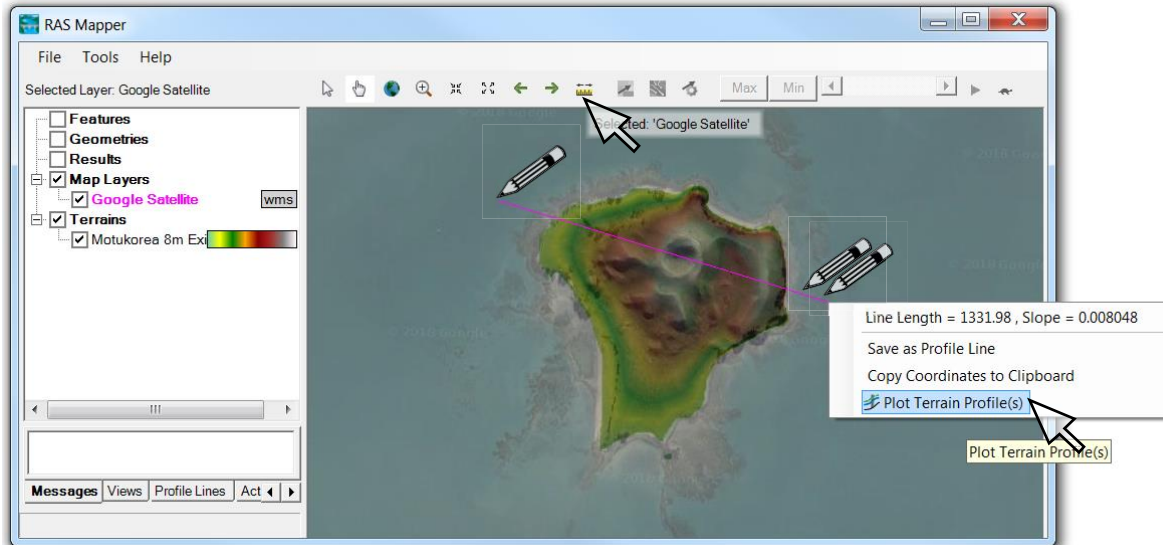 RAS Mapper
File Tools Help
Selected Layer: Google Satellite
Max Min
Features
Geometries
Results
Map Layers
Google Satellite wms
Terrains
Motukorea 8m Exi
Selected: 'Google Satellite'
Line Length = 1331.98 , Slope = 0.008048
Save as Profile Line
Copy Coordinates to Clipboard
Plot Terrain Profile(s)
Plot Terrain Profile(s)
Messages Views Profile Lines Act